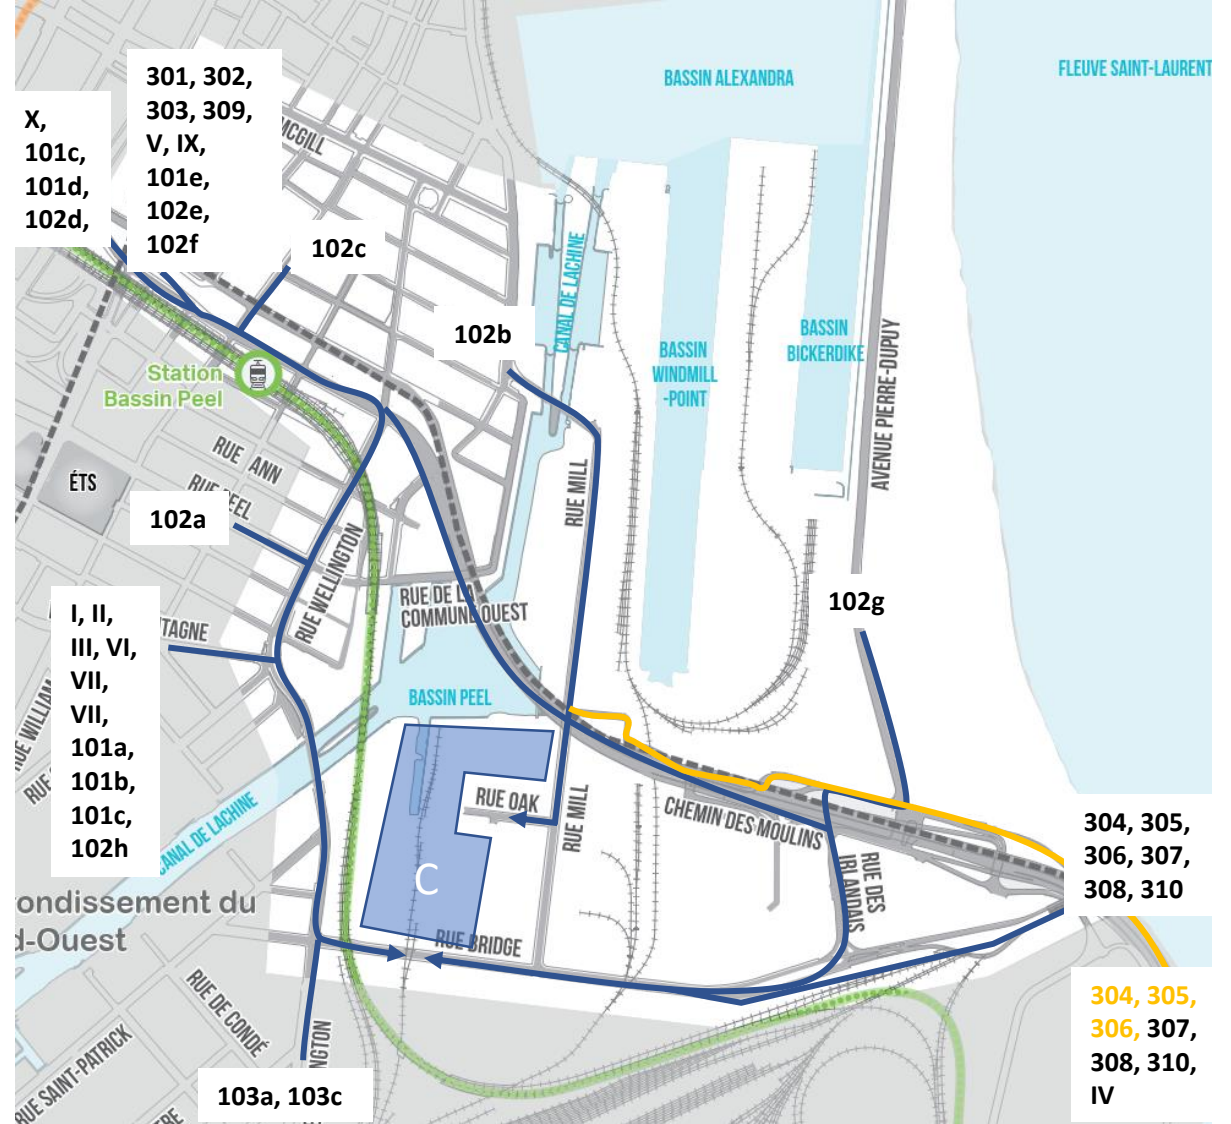 BASSIN ALEXANDRA
FLEUVE SAINT-LAURENT
301, 302,
303, 309,
V, IX,
101e,
102e,
102f
X,
101c,
101d,
102d,
MCGILL
102c
CANAL DE LACHINE
102b
BASSIN
WINDMILL
-POINT
BASSIN
BICKERDIKE
AVENUE PIERRE-DUPUY
Station
Bassin Peel
RUE ANN
ÉTS
102a
RUE MILL
RUE WELLINGTON
RUE DE LA
COMMUNE OUEST
102g
I, II,
III, VI,
VII,
VII,
101a,
101b,
101c,
102h
TAGNE
RUE WILLIAM
BASSIN PEEL
RUE OAK
RUE MILL
CHEMIN DES MOULINS
RUE DES
IRLANDAIS
304, 305,
306, 307,
308, 310
CANAL DE LACHINE
C
ondissement du
d-Ouest
RUE BRIDGE
RUE DE CONDÉ
NGTON
RUE SAINT-PATRICK
103a, 103c
304, 305,
306, 307,
308, 310,
IV